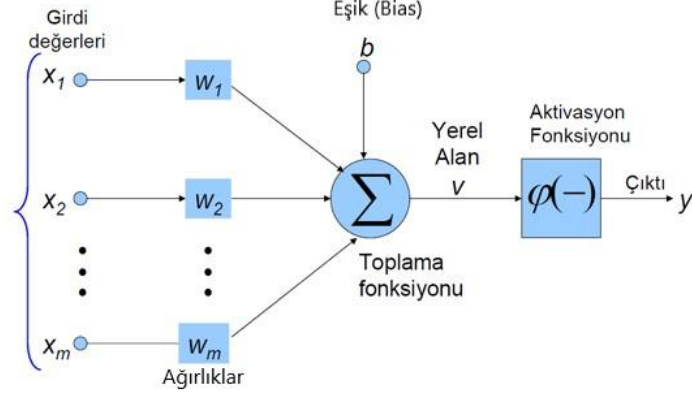 Girdi
değerleri
Eşik (Bias)
b
x1
w1
Yerel
Alan
v
Aktivasyon
Fonksiyonu
x2
w2
∑
φ(−)
Çıktı
y
Toplama
fonksiyonu
xm
wm
Ağırlıklar